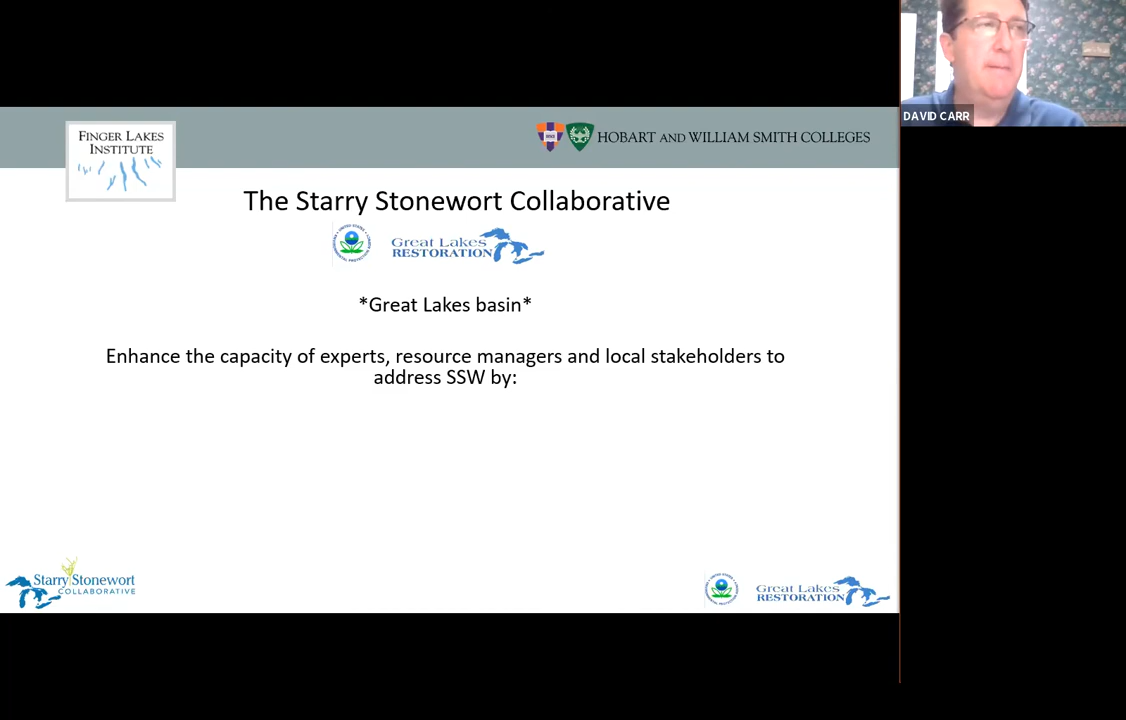 DAVID CARR
FINGER LAKES
INSTITUTE
HOBART AND WILLIAM SMITH COLLEGES
The Starry Stonewort Collaborative
Great Lakes
RESTORATION
*Great Lakes basin*
Enhance the capacity of experts, resource managers and local stakeholders to
address SSW by:
Starry Stonewort
COLLABORATIVE
Great Lakes
RESTORATION